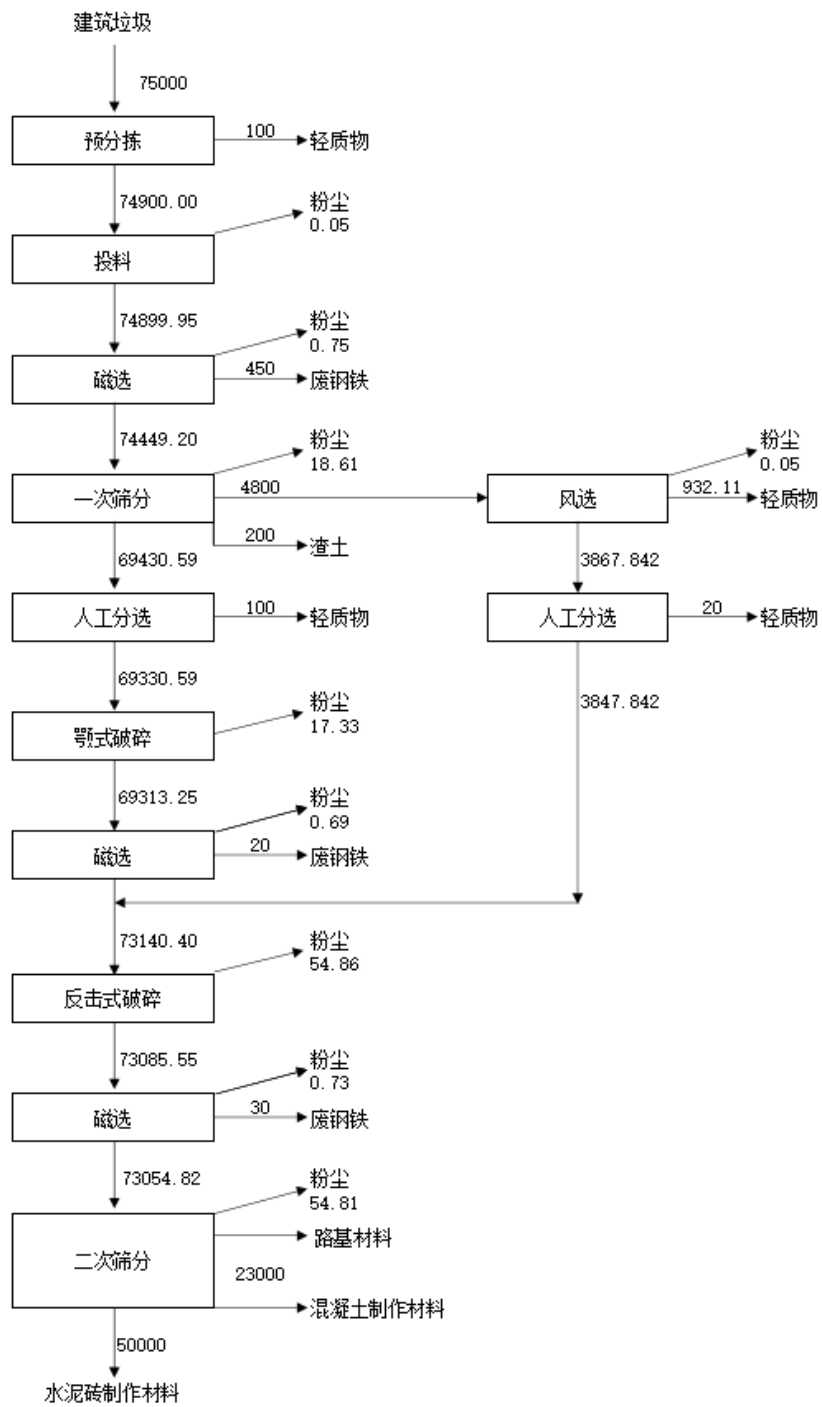 建筑垃圾
75000
预分拣
100
轻质物
74900.00
粉尘
0.05
投料
74899.95
粉尘
0.75
磁选
450
废钢铁
74449.20
粉尘
18.61
粉尘
0.05
一次筛分
4800
风选
932.11
轻质物
200
渣土
69430.59
3867.842
人工分选
100
轻质物
人工分选
20
轻质物
69330.59
粉尘
17.33
3847.842
鄂式破碎
69313.25
粉尘
0.69
磁选
20
废钢铁
73140.40
粉尘
54.86
反击式破碎
73085.55
粉尘
0.73
磁选
30
废钢铁
73054.82
粉尘
54.81
路基材料
二次筛分
23000
混凝土制作材料
50000
水泥砖制作材料